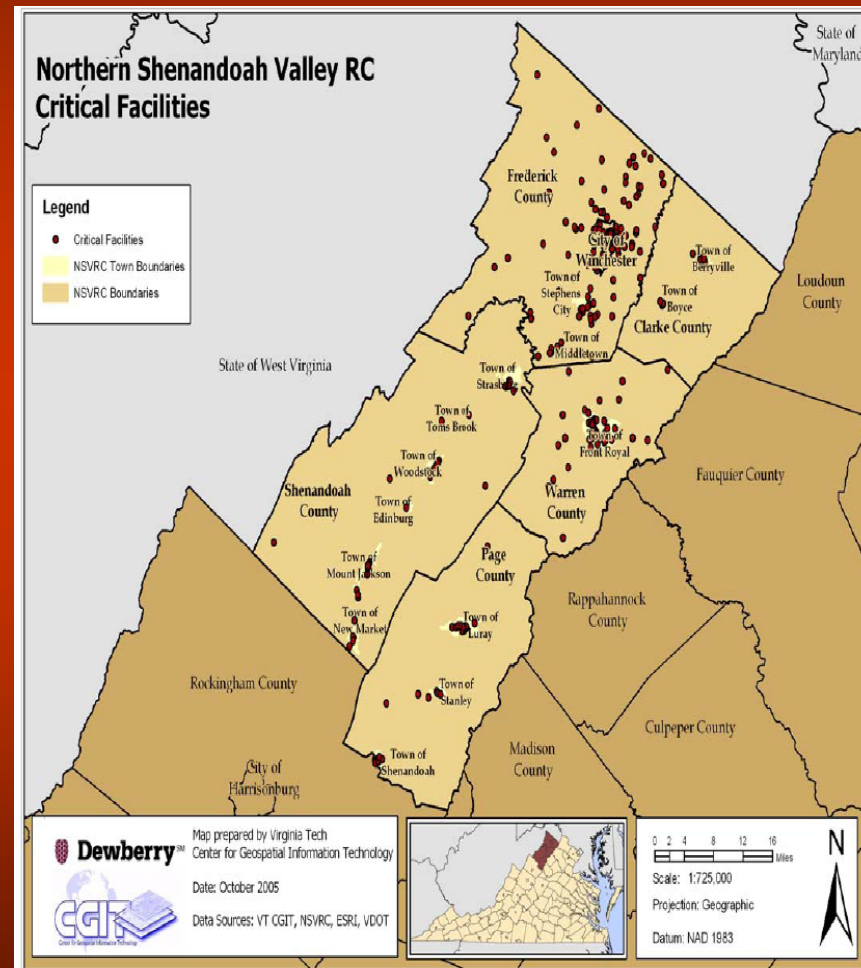 Northern Shenandoah Valley RC
Critical Facilities
State of
Maryland
Legend
Critical Facilities
NSVRC Town Boundaries
NSVRC Boundaries
Frederick
County
City of
Winchester
Town of
Berryville
Town of
Stephens
City
Town of
Boyce
Clarke County
Loudoun
County
Town of
Middletown
State of West Virginia
Town of
Strasburg
Town of
Toms Brook
Town of
Front Royal
Town of
Woodstock
Fauquier County
Shenandoah
County
Warren
County
Town of
Edinburg
Page
County
Town of
Mount Jackson
Rappahannock
County
Town of
New Market
Town of
Luray
Rockingham County
Town of
Stanley
Culpeper County
Madison
County
Town of
Shenandoah
City of
Harrisonburg
Dewberry SM
Map prepared by Virginia Tech
Center for Geospatial Information Technology
Date: October 2005
Data Sources: VT CGIT, NSVRC, ESRI, VDOT
CGIT
Center for Geospatial Information Technology
0 2 4 8 12 16
Miles
Scale: 1:725,000
Projection: Geographic
Datum: NAD 1983
N